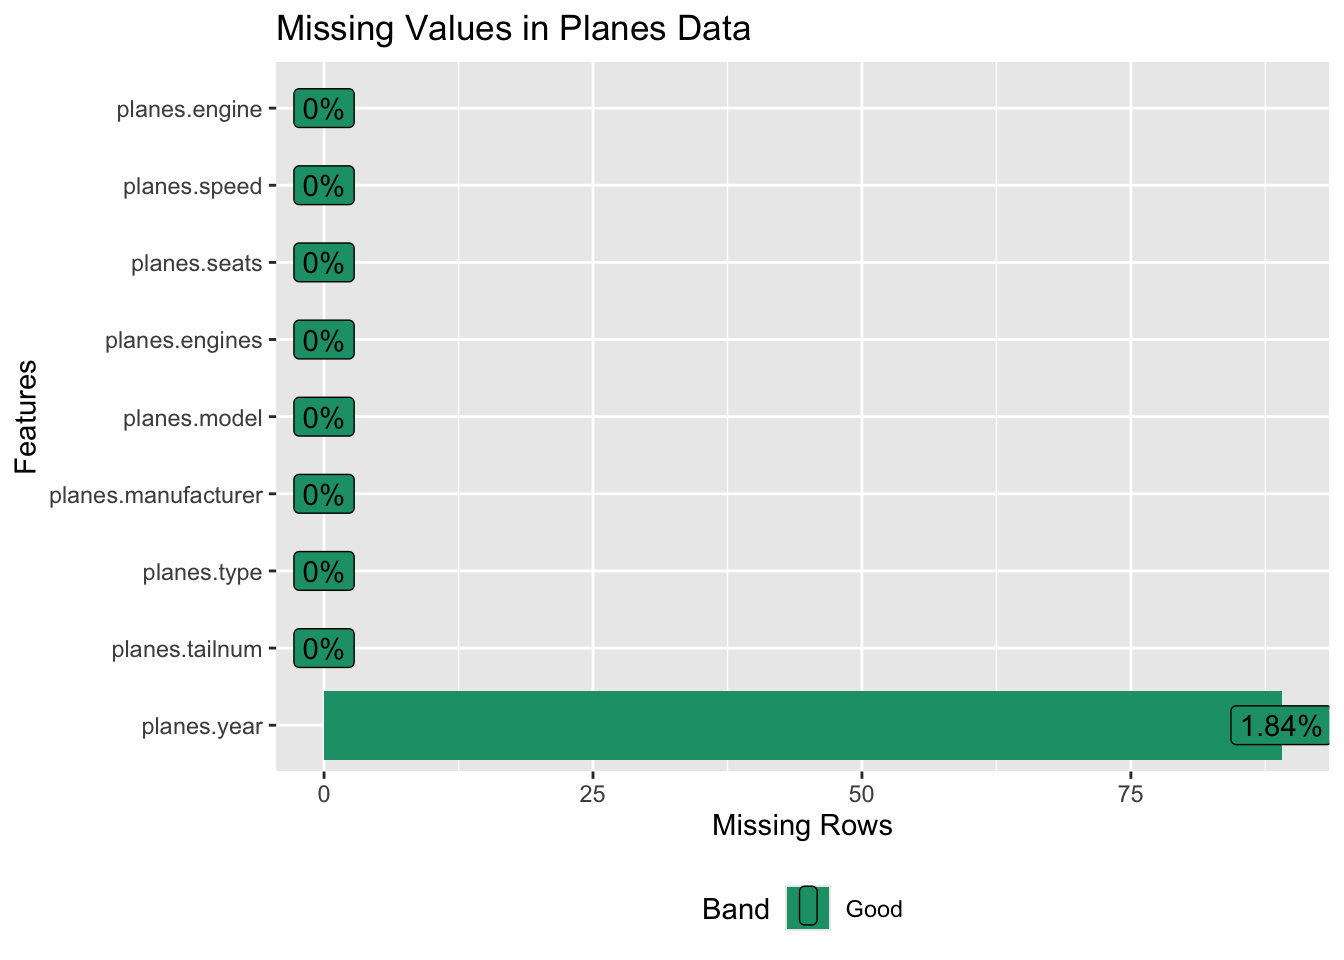 Missing Values in Planes Data
Features
planes.engine 0%
planes.speed 0%
planes.seats 0%
planes.engines 0%
planes.model 0%
planes.manufacturer 0%
planes.type 0%
planes.tailnum 0%
planes.year 1.84%
0 25 50 75
Missing Rows
Band Good